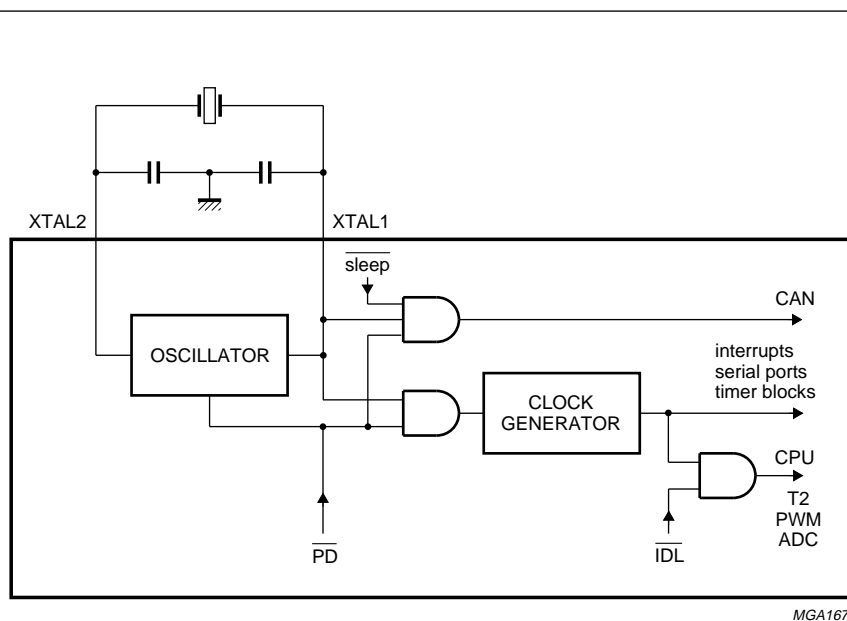 XTAL2
XTAL1
sleep
CAN
OSCILLATOR
interrupts
serial ports
timer blocks
CLOCK
GENERATOR
CPU
T2
PWM
ADC
PD
IDL
MGA167